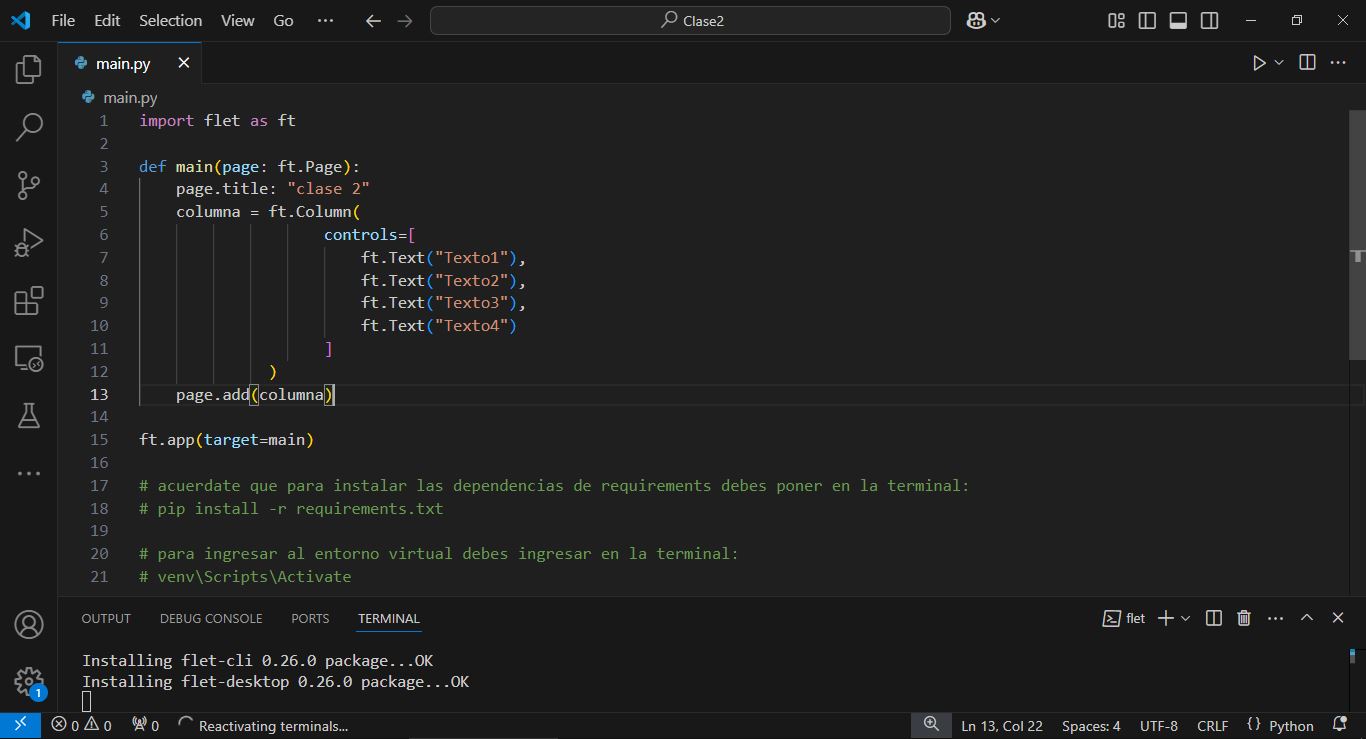 File Edit Selection View Go ··· Clase2
main.py
main.py
1 import flet as ft
2
3 def main(page: ft.Page):
4 page.title: "clase 2"
5 columna = ft.Column(
6 controls=[
7 ft.Text("Texto1"),
8 ft.Text("Texto2"),
9 ft.Text("Texto3"),
10 ft.Text("Texto4")
11 ]
12 )
13 page.add(columna)
14
15 ft.app(target=main)
16
17 # acuerdate que para instalar las dependencias de requirements debes poner en la terminal:
18 # pip install -r requirements.txt
19
20 # para ingresar al entorno virtual debes ingresar en la terminal:
21 # venv\Scripts\Activate
OUTPUT DEBUG CONSOLE PORTS TERMINAL flet
Installing flet-cli 0.26.0 package...OK
Installing flet-desktop 0.26.0 package...OK
1
0 0 0 Reactivating terminals... Ln 13, Col 22 Spaces: 4 UTF-8 CRLF {} Python